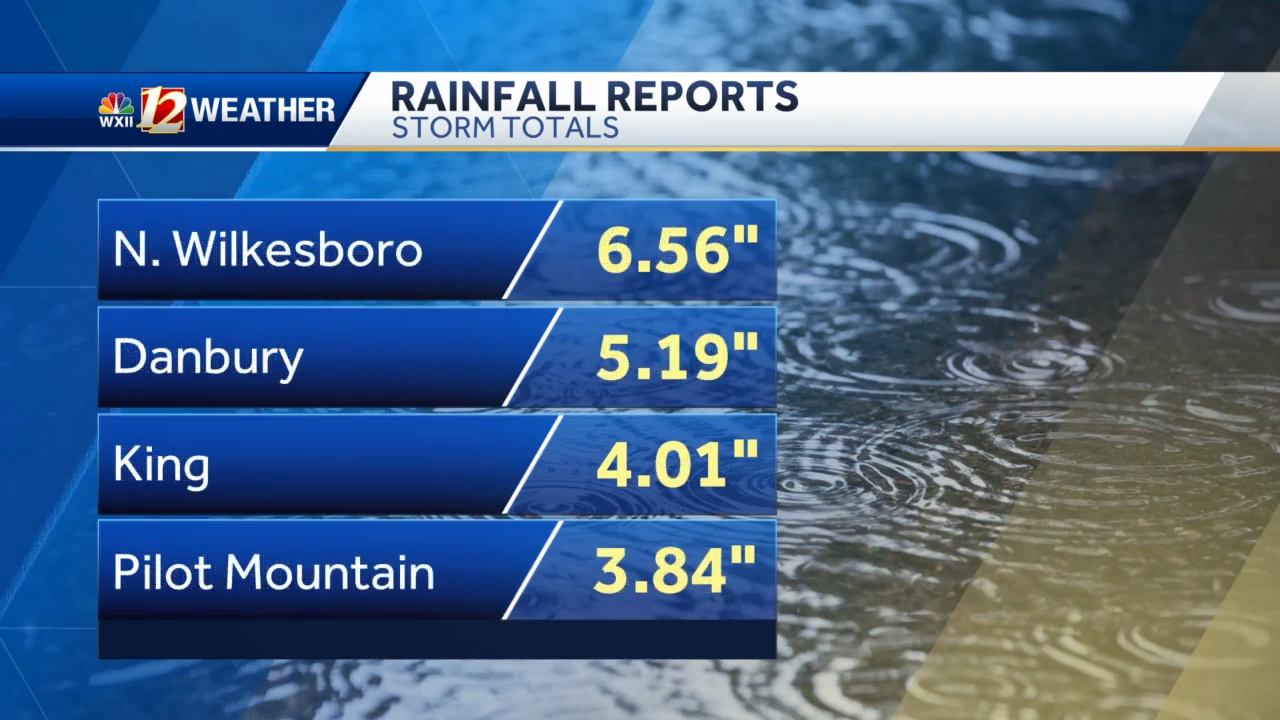 WXII 12 WEATHER
RAINFALL REPORTS
STORM TOTALS
N. Wilkesboro 6.56"
Danbury 5.19"
King 4.01"
Pilot Mountain 3.84"